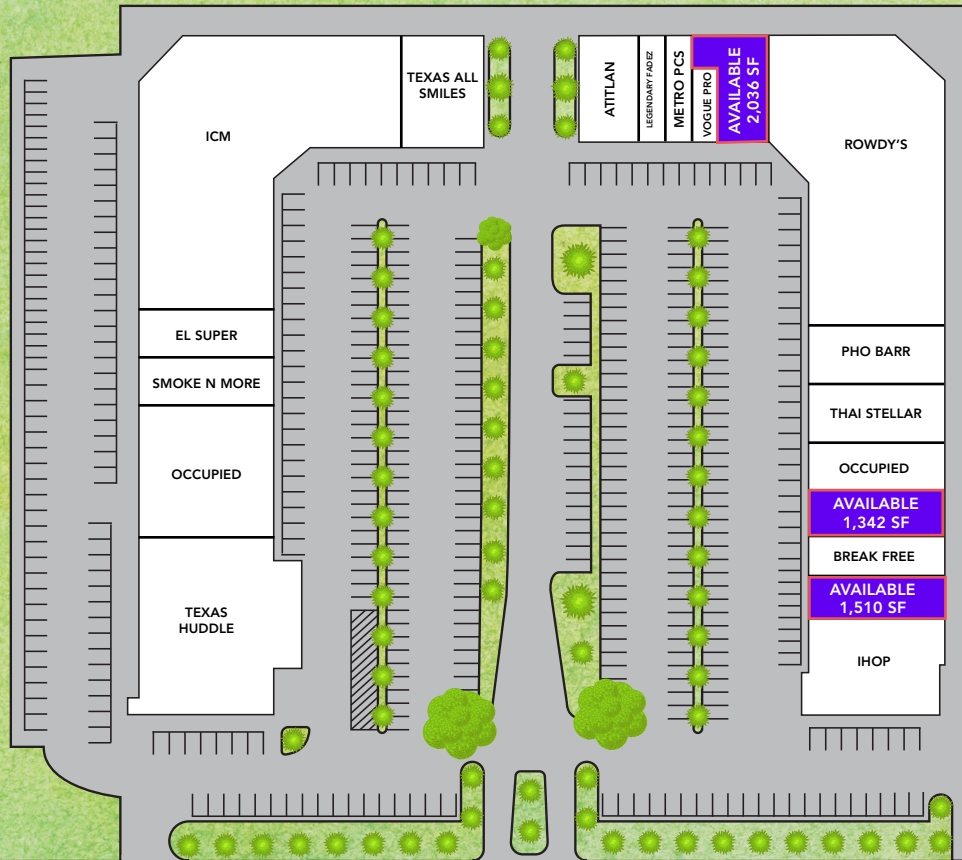 ICM
TEXAS ALL
SMILES
ATITLAN
LEGENDARY FADEZ
METRO PCS
VOGUE PRO
AVAILABLE
2,036 SF
ROWDY'S
EL SUPER
SMOKE N MORE
OCCUPIED
TEXAS
HUDDLE
PHO BARR
THAI STELLAR
OCCUPIED
AVAILABLE
1,342 SF
BREAK FREE
AVAILABLE
1,510 SF
IHOP